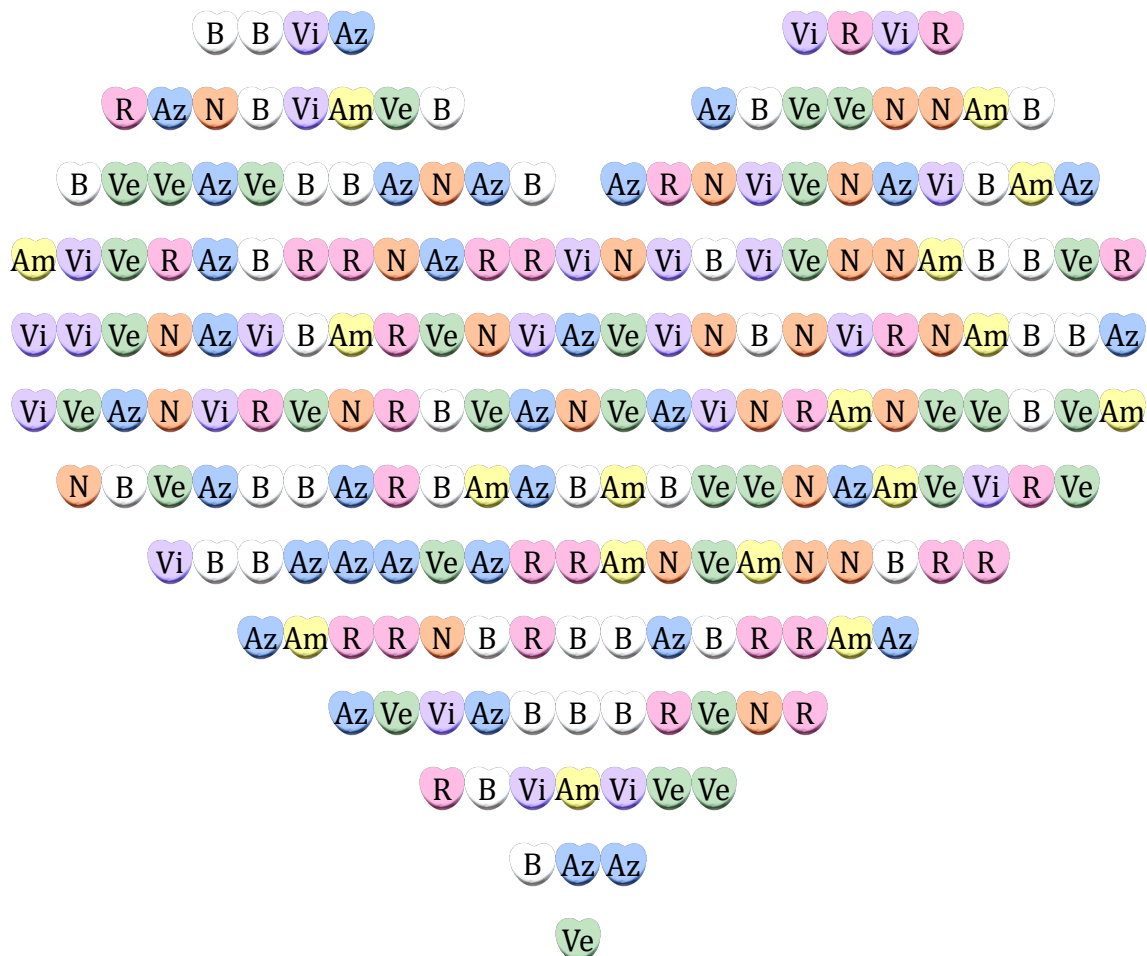 B B Vi Az Vi R Vi R
R Az N B Vi Am Ve B Az B Ve Ve N N Am B
B Ve Ve Az Ve B B Az N Az B Az R N Vi Ve N Az Vi B Am Az
Am Vi Ve R Az B R R N Az R R Vi N Vi B Vi Ve N N Am B B Ve R
Vi Vi Ve N Az Vi B Am R Ve N Vi Az Ve Vi N B N Vi R N Am B B Az
Vi Ve Az N Vi R Ve N R B Ve Az N Ve Az Vi N R Am N Ve Ve B Ve Am
N B Ve Az B B Az R B Am Az B Am B Ve Ve N Az Am Ve Vi R Ve
Vi B B Az Az Az Ve Az R R Am N Ve Am N N B R R
Az Am R R N B R B B Az B R R Am Az
Az Ve Vi Az B B B R Ve N R
R B Vi Am Vi Ve Ve
B Az Az
Ve